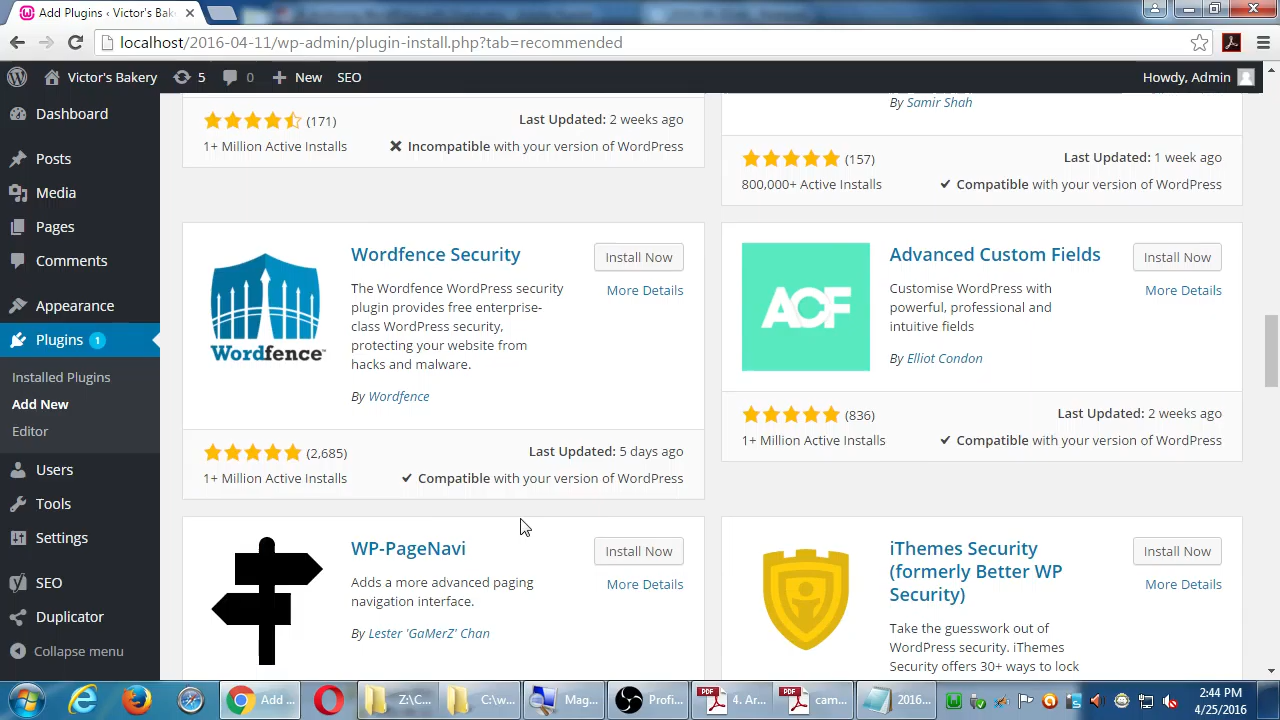 Add Plugins ‹ Victor's Bak
localhost/2016-04-11/wp-admin/plugin-install.php?tab=recommended
Victor's Bakery 5 0 New SEO Howdy, Admin
Dashboard
Posts
Media
Pages
Comments
Appearance
Plugins 1
Installed Plugins
Add New
Editor
Users
Tools
Settings
SEO
Duplicator
Collapse menu
(171) Last Updated: 2 weeks ago
1+ Million Active Installs Incompatible with your version of WordPress
By Samir Shah
(157) Last Updated: 1 week ago
800,000+ Active Installs Compatible with your version of WordPress
Wordfence Security
Install Now
More Details
The Wordfence WordPress security
plugin provides free enterprise-
class WordPress security,
protecting your website from
hacks and malware.
By Wordfence
Wordfence™
(2,685) Last Updated: 5 days ago
1+ Million Active Installs Compatible with your version of WordPress
ACF
Advanced Custom Fields
Install Now
More Details
Customise WordPress with
powerful, professional and
intuitive fields
By Elliot Condon
(836) Last Updated: 2 weeks ago
1+ Million Active Installs Compatible with your version of WordPress
WP-PageNavi
Install Now
More Details
Adds a more advanced paging
navigation interface.
By Lester 'GaMerZ' Chan
iThemes Security
(formerly Better WP
Security)
Install Now
More Details
Take the guesswork out of
WordPress security. iThemes
Security offers 30+ ways to lock
Add ... Z:\C... C:\w... Mag... Profi... PDF 4. Ar... PDF cam... 2016...
2:44 PM
4/25/2016